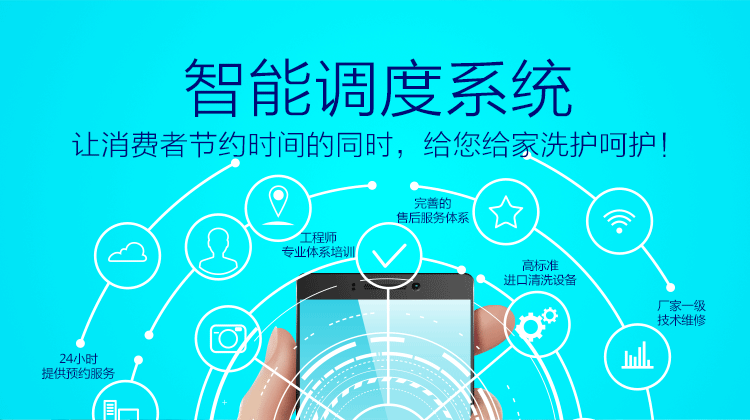 智能调度系统
让消费者节约时间的同时，给您给家洗护呵护！
完善的
售后服务体系
工程师
专业体系培训
高标准
进口清洗设备
厂家一级
技术维修
24小时
提供预约服务